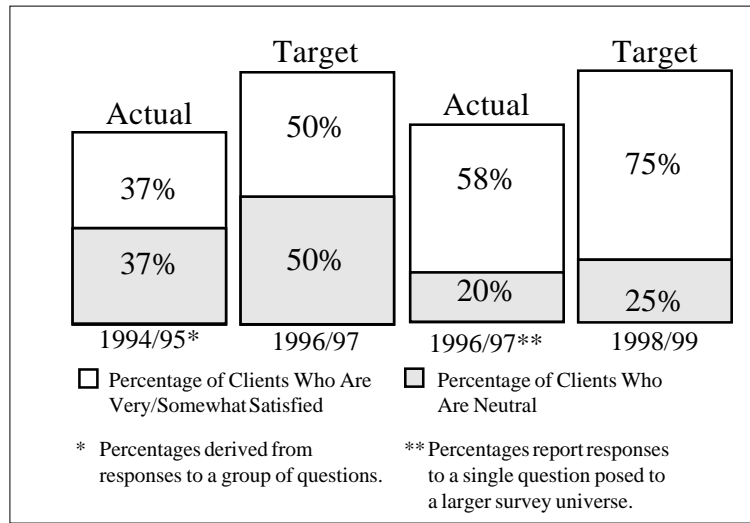 Target
Target
Actual
Actual
50%
75%
58%
37%
37%
50%
20%
25%
1994/95*
1996/97
1996/97**
1998/99
Percentage of Clients Who Are
Very/Somewhat Satisfied
Percentage of Clients Who
Are Neutral
* Percentages derived from
responses to a group of questions.
** Percentages report responses
to a single question posed to
a larger survey universe.